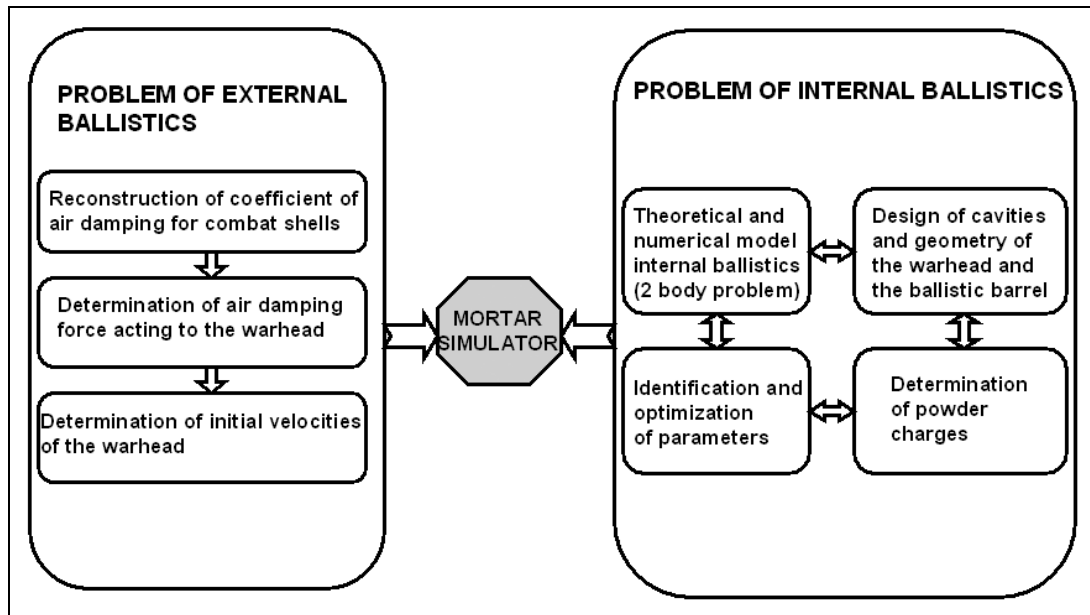 PROBLEM OF EXTERNAL
BALLISTICS
Reconstruction of coefficient of
air damping for combat shells
Determination of air damping
force acting to the warhead
Determination of initial velocities
of the warhead
MORTAR
SIMULATOR
PROBLEM OF INTERNAL BALLISTICS
Theoretical and
numerical model
internal ballistics
(2 body problem)
Design of cavities
and geometry of
the warhead and
the ballistic barrel
Identification and
optimization
of parameters
Determination
of powder
charges